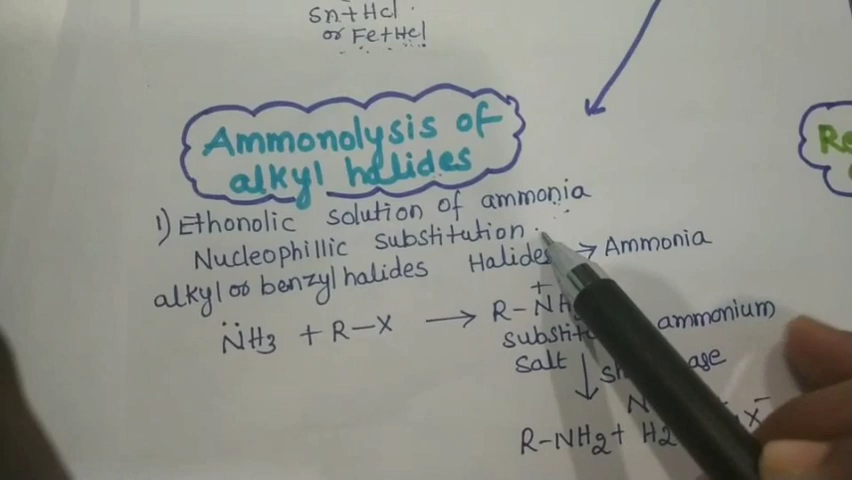 Sn+HCl
or Fe+HCl
Ammonolysis of
alkyl halides
1) Ethonolic solution of ammonia
Nucleophillic substitution
alkyl or benzyl halides Halides → Ammonia
N̈H3 + R-X → R-N
ammonium
salt ↓
X⁻
R-NH2+ H2